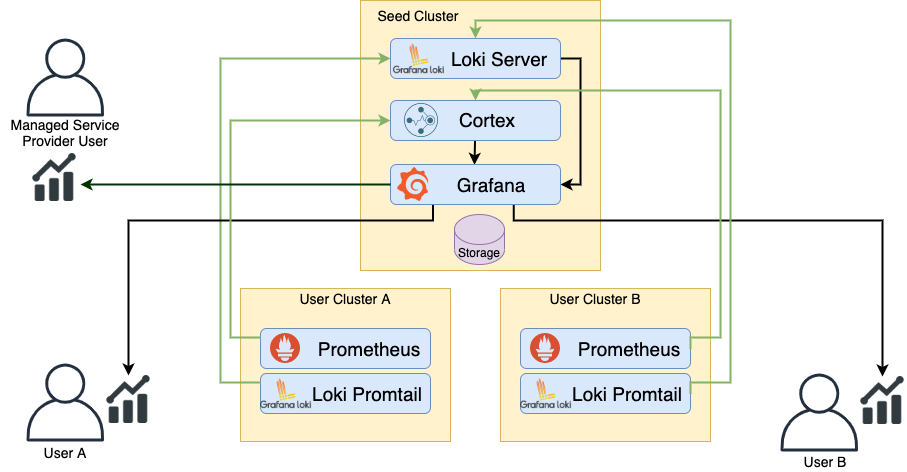 Seed Cluster
Grafana loki
Loki Server
Managed Service
Provider User
Cortex
Grafana
Storage
User Cluster A
User Cluster B
Prometheus
Prometheus
Grafana loki
Loki Promtail
Grafana loki
Loki Promtail
User A
User B